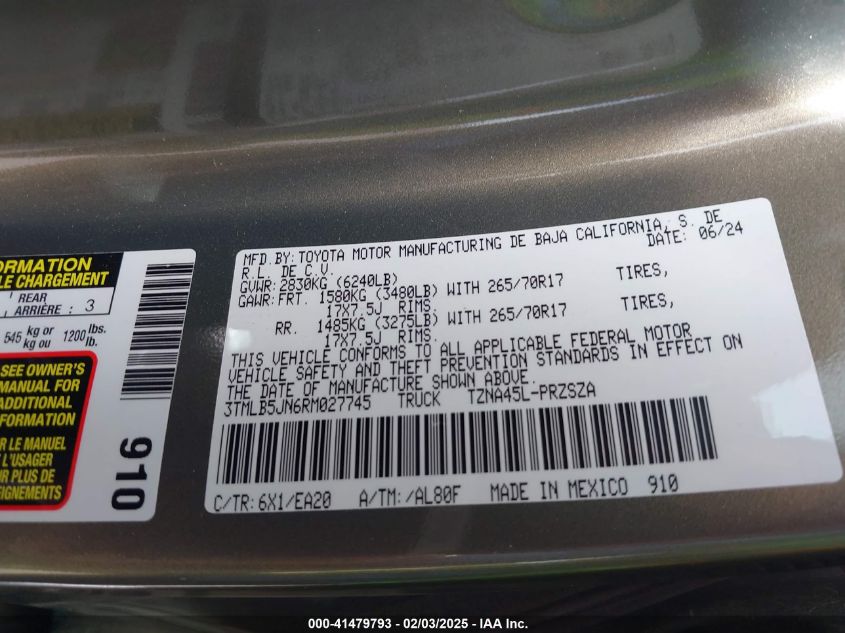 FORMATION
LE CHARGEMENT
REAR
ARRIÈRE : 3
545 kg or 1200 lbs.
kg ou lb.
SEE OWNER'S
MANUAL FOR
ADDITIONAL
INFORMATION
R LE MANUEL
L'USAGER
UR PLUS DE
EIGNEMENTS
910
MFD.BY:TOYOTA MOTOR MANUFACTURING DE BAJA CALIFORNIA, S. DE
R.L. DE C.V. DATE: 06/24
GVWR:2830KG (6240LB)
GAWR:FRT. 1580KG (3480LB) WITH 265/70R17 TIRES,
17X7.5J RIMS,
RR. 1485KG (3275LB) WITH 265/70R17 TIRES,
17X7.5J RIMS.
THIS VEHICLE CONFORMS TO ALL APPLICABLE FEDERAL MOTOR
VEHICLE SAFETY AND THEFT PREVENTION STANDARDS IN EFFECT ON
THE DATE OF MANUFACTURE SHOWN ABOVE.
3TMLB5JN6RM027745 TRUCK TZNA45L-PRZSZA
C/TR:6X1/EA20 A/TM:/AL80F MADE IN MEXICO 910
000-41479793 - 02/03/2025 - IAA Inc.